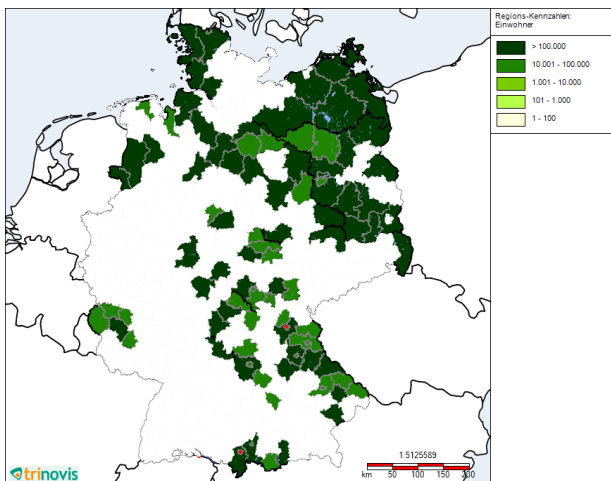 Regions-Kennzahlen:
Einwohner
> 100.000
10.001 - 100.000
1.001 - 10.000
101 - 1.000
1 - 100
1:5125589
km 50 100 150 200
trinovis